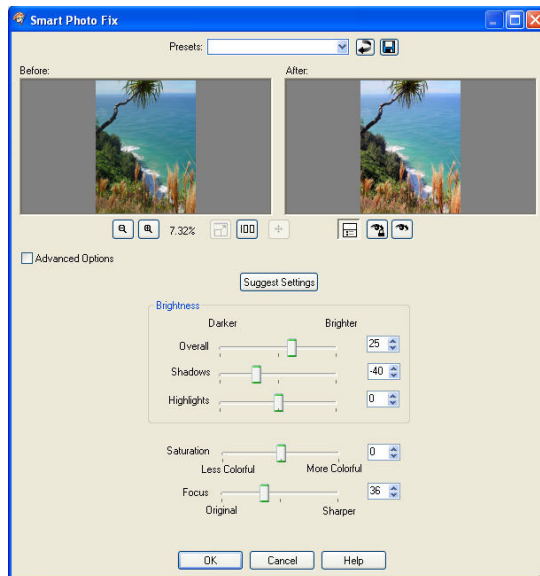 Smart Photo Fix
Presets:
Before:
After:
7.32%
100
Advanced Options
Suggest Settings
Brightness
Darker Brighter
Overall 25
Shadows -40
Highlights 0
Saturation 0
Less Colorful More Colorful
Focus 36
Original Sharper
OK Cancel Help